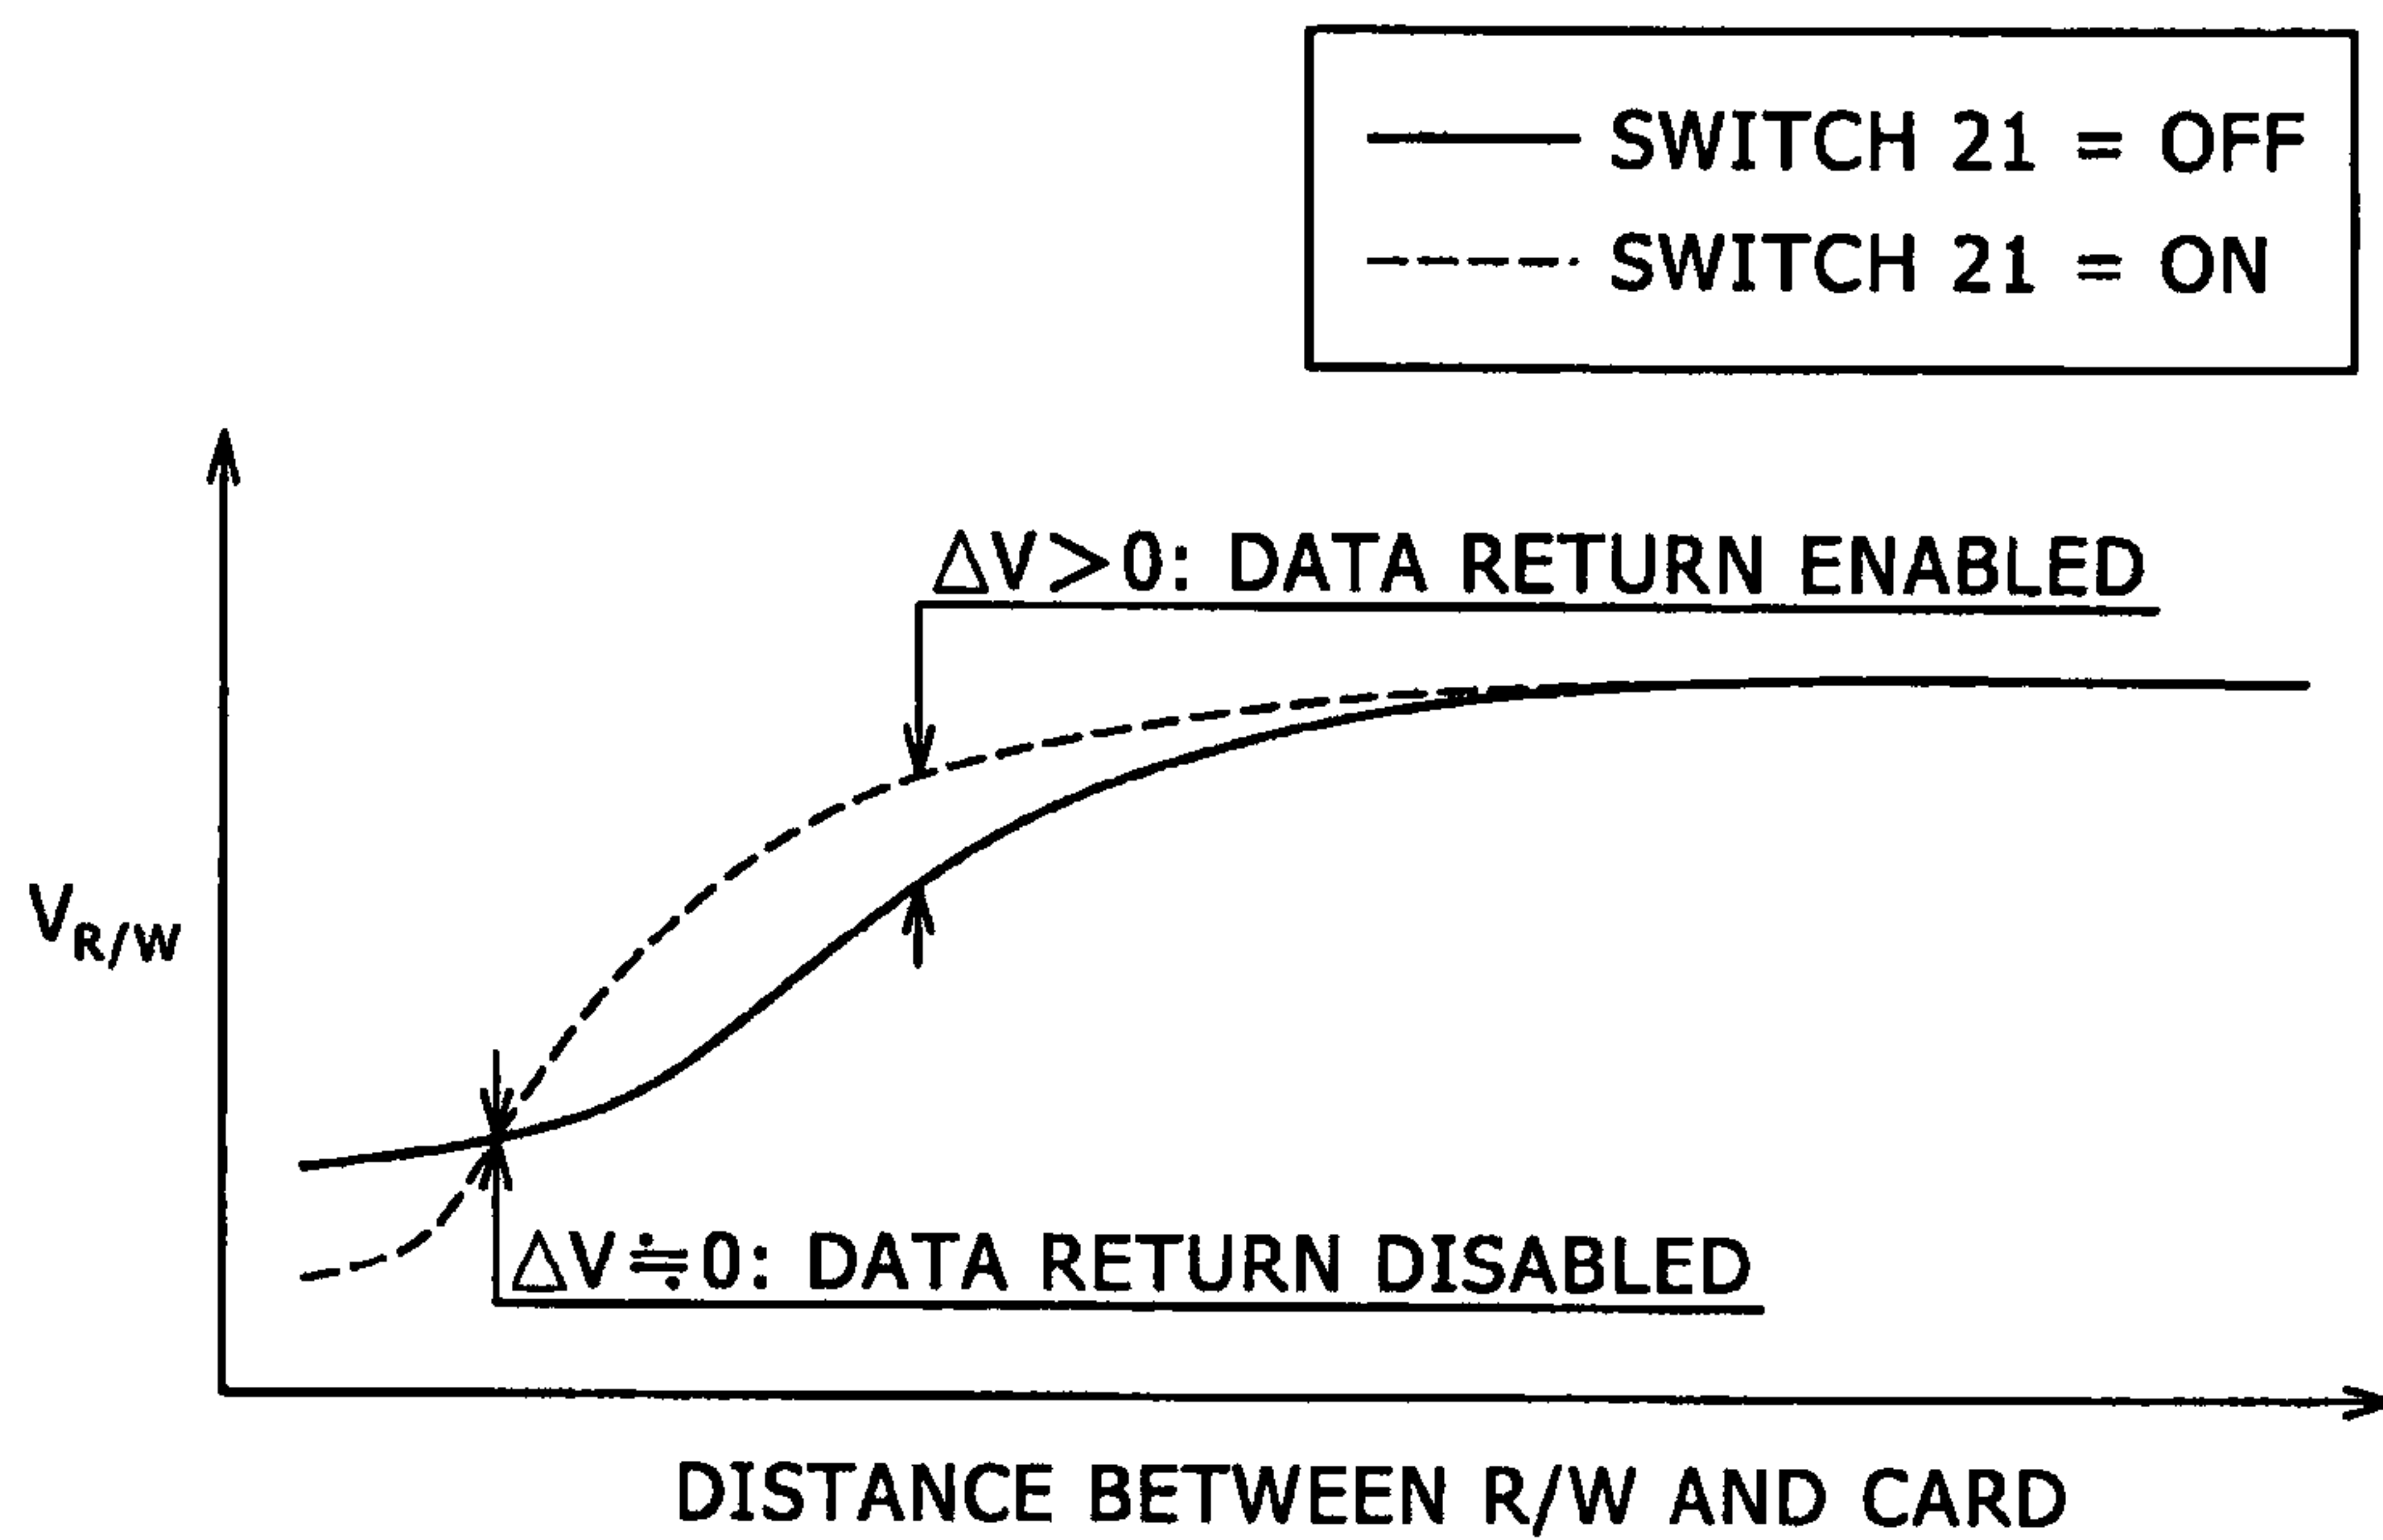 SWITCH 21 = OFF
SWITCH 21 = ON
ΔV>0: DATA RETURN ENABLED
VR/W
ΔV≒0: DATA RETURN DISABLED
DISTANCE BETWEEN R/W AND CARD